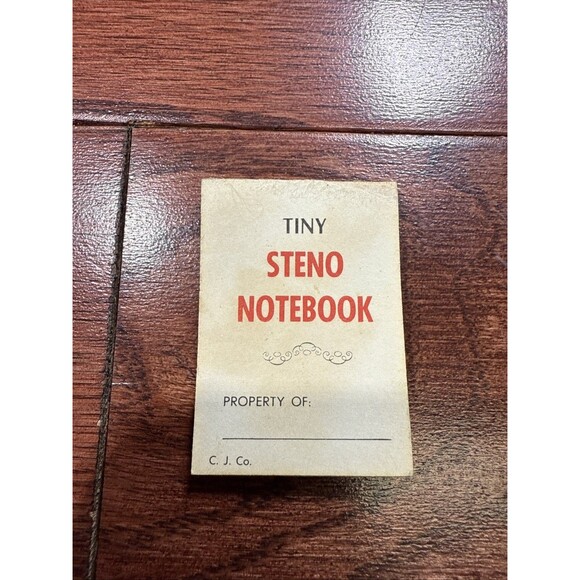 TINY
STENO
NOTEBOOK
PROPERTY OF:
C. J. Co.